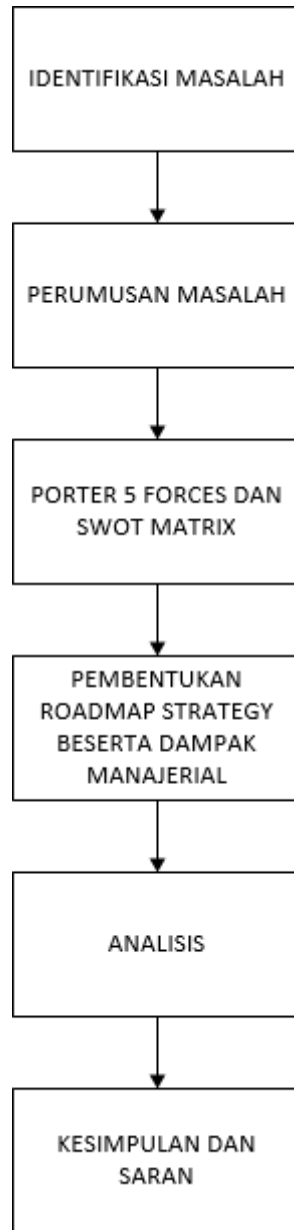 IDENTIFIKASI MASALAH
PERUMUSAN MASALAH
PORTER 5 FORCES DAN
SWOT MATRIX
PEMBENTUKAN
ROADMAP STRATEGY
BESERTA DAMPAK
MANAJERIAL
ANALISIS
KESIMPULAN DAN
SARAN